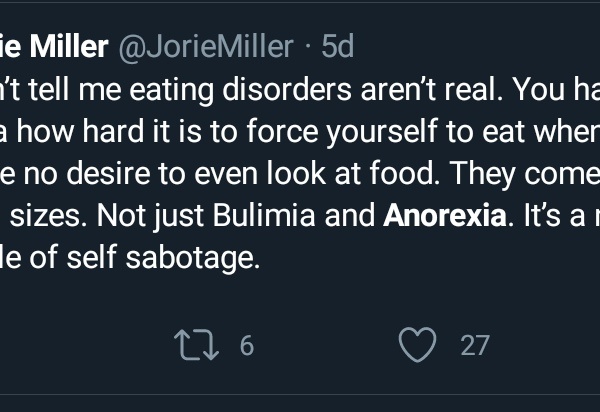 ie Miller @JorieMiller · 5d
n't tell me eating disorders aren't real. You ha
a how hard it is to force yourself to eat when
e no desire to even look at food. They come
sizes. Not just Bulimia and Anorexia. It's a
le of self sabotage.
6 27